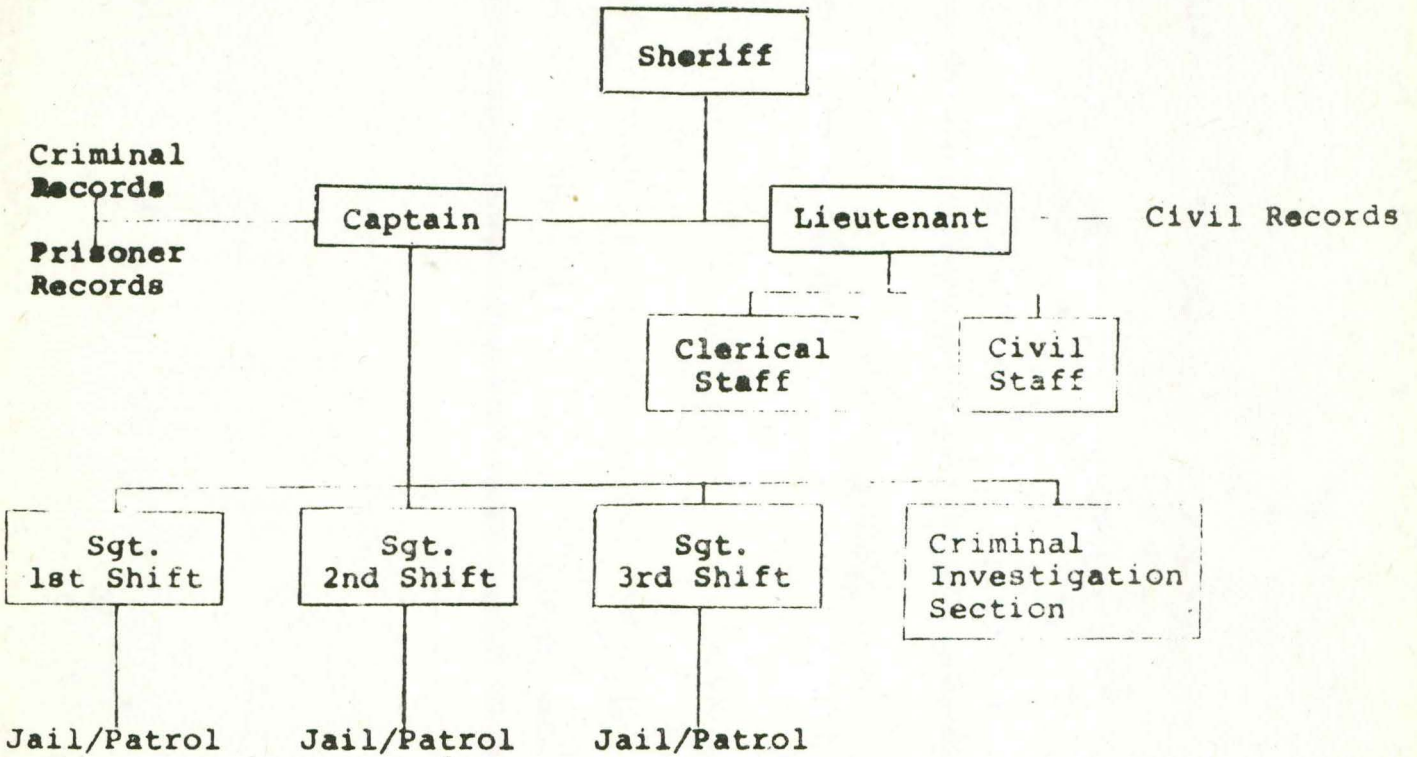 Sheriff
Criminal
Records
Captain
Lieutenant
Civil Records
Prisoner
Records
Clerical
Staff
Civil
Staff
Sgt.
1st Shift
Sgt.
2nd Shift
Sgt.
3rd Shift
Criminal
Investigation
Section
Jail/Patrol
Jail/Patrol
Jail/Patrol